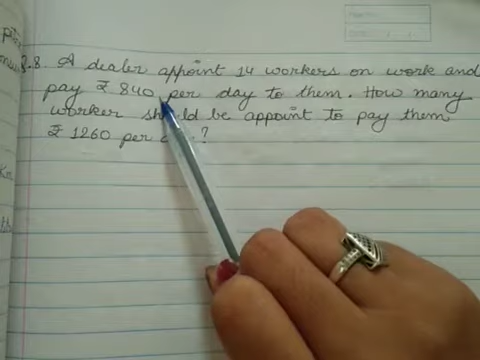 Q.8. A dealer appoint 14 workers on work and
pay ₹ 840 per day to them. How many
worker should be appoint to pay them
₹ 1260 per ?